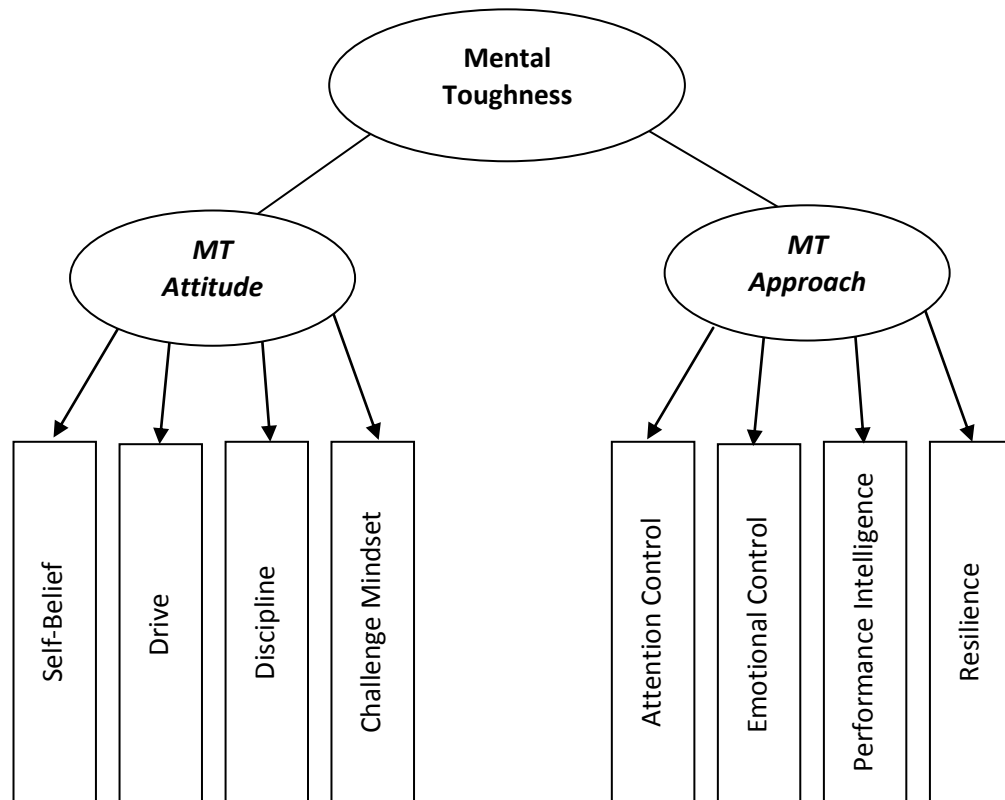 Mental
Toughness
MT
Attitude
MT
Approach
Self-Belief
Drive
Discipline
Challenge Mindset
Attention Control
Emotional Control
Performance Intelligence
Resilience